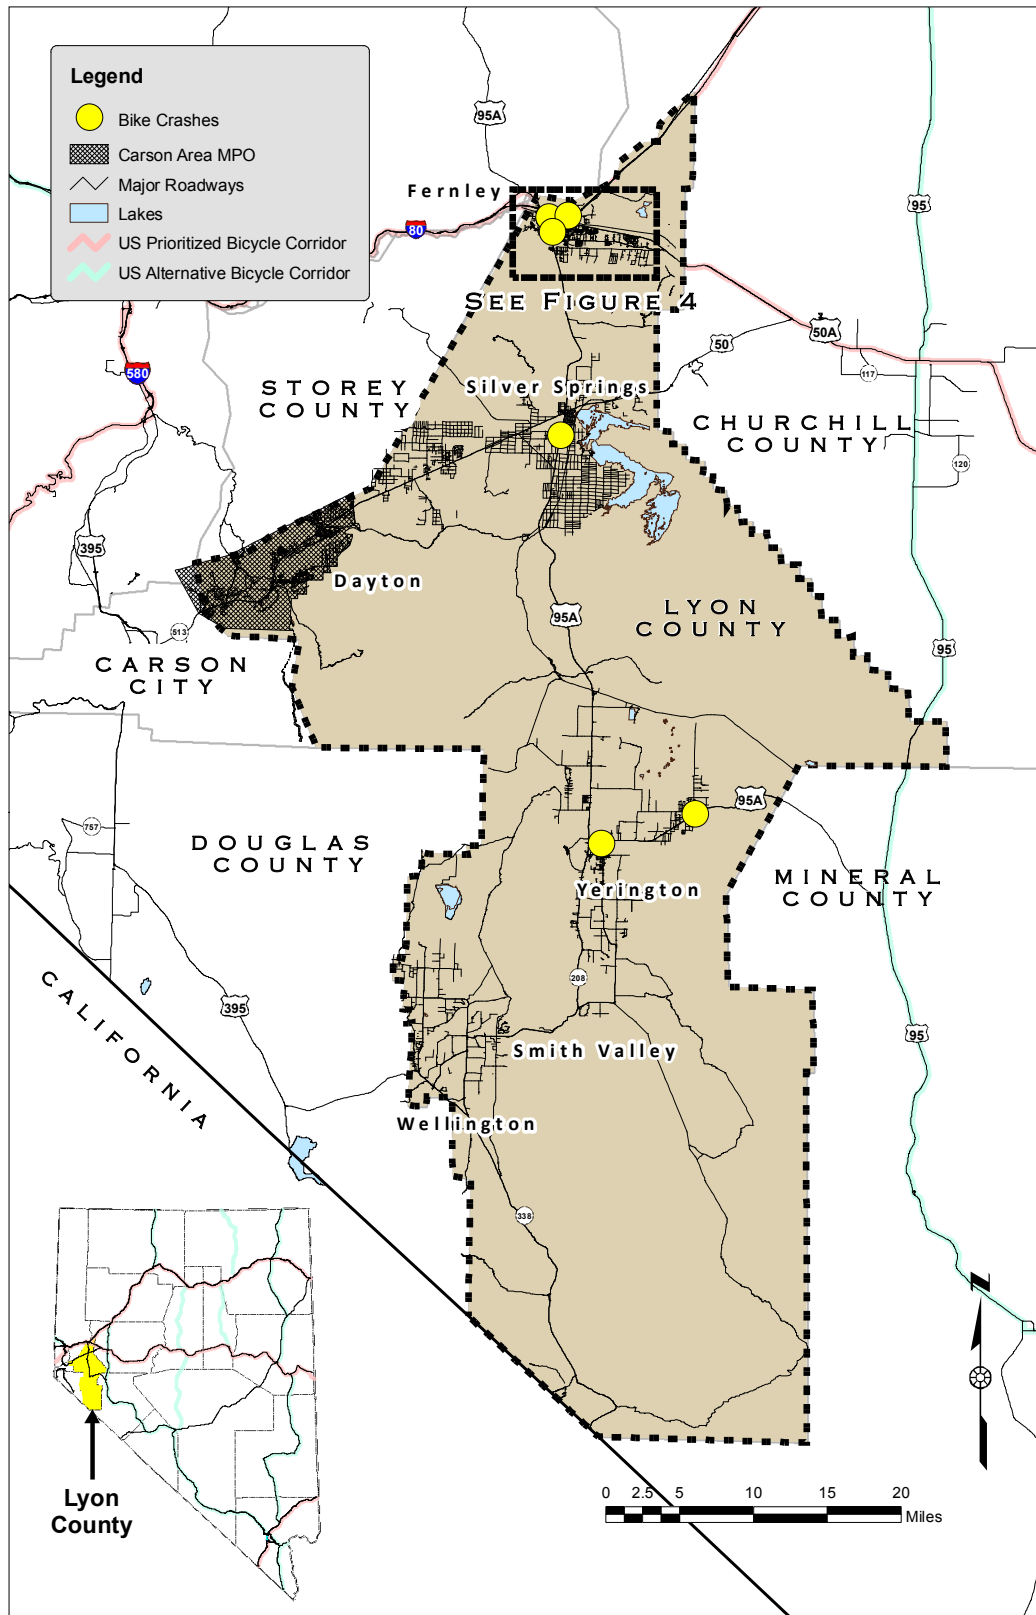 Legend
Bike Crashes
Carson Area MPO
Major Roadways
Lakes
US Prioritized Bicycle Corridor
US Alternative Bicycle Corridor
95A
Fernley
80
95
SEE FIGURE 4
50A
50
580
117
STOREY
COUNTY
Silver Springs
CHURCHILL
COUNTY
120
395
Dayton
95A
LYON
COUNTY
513
95
CARSON
CITY
95A
757
DOUGLAS
COUNTY
Yerington
MINERAL
COUNTY
CALIFORNIA
208
395
95
Smith Valley
Wellington
338
N
Lyon
County
0 2.5 5 10 15 20
Miles